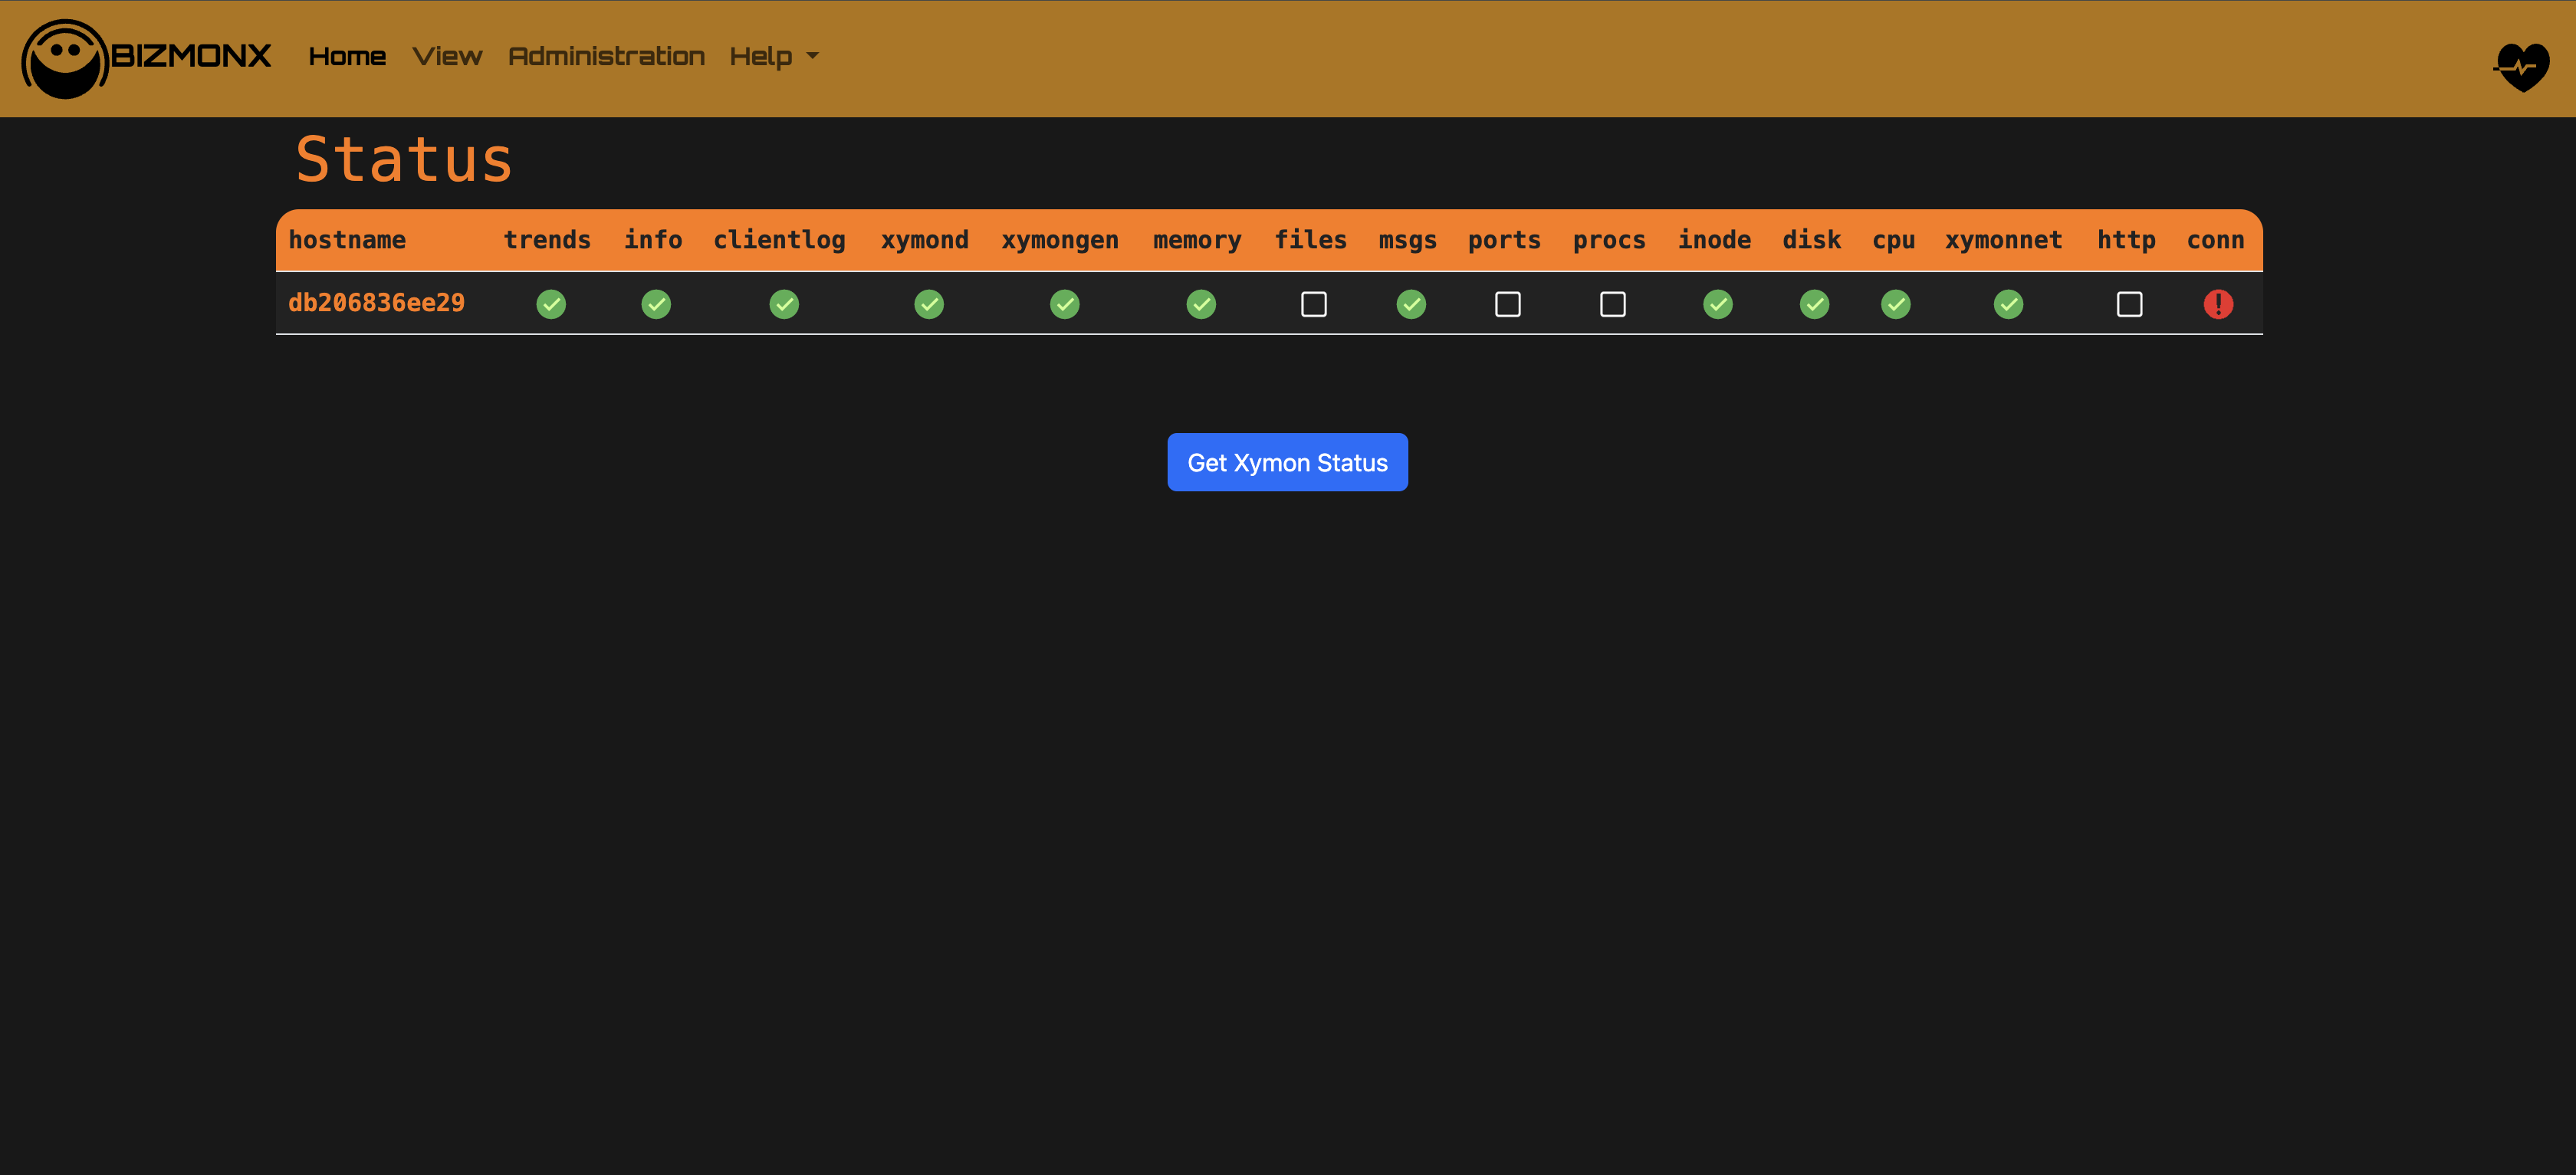 BIZMONX Home View Administration Help
Status
hostname trends info clientlog xymond xymongen memory files msgs ports procs inode disk cpu xymonnet http conn
db206836ee29
Get Xymon Status